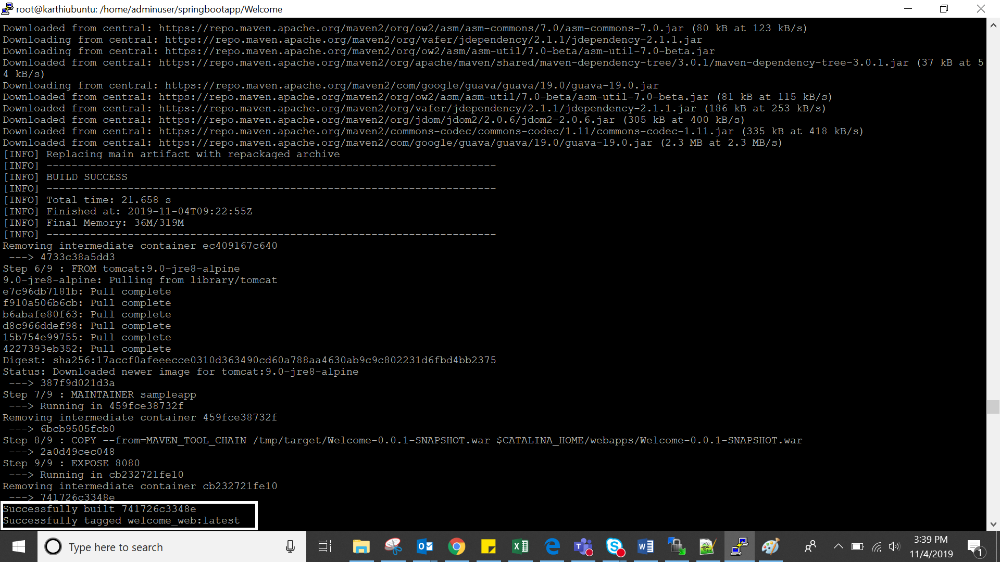 root@karthiubuntu: /home/adminuser/springbootapp/Welcome
Downloaded from central: https://repo.maven.apache.org/maven2/org/ow2/asm/asm-commons/7.0/asm-commons-7.0.jar (80 kB at 123 kB/s)
Downloading from central: https://repo.maven.apache.org/maven2/org/vafer/jdependency/2.1.1/jdependency-2.1.1.jar
Downloading from central: https://repo.maven.apache.org/maven2/org/ow2/asm/asm-util/7.0-beta/asm-util-7.0-beta.jar
Downloaded from central: https://repo.maven.apache.org/maven2/org/apache/maven/shared/maven-dependency-tree/3.0.1/maven-dependency-tree-3.0.1.jar (37 kB at 5
4 kB/s)
Downloading from central: https://repo.maven.apache.org/maven2/com/google/guava/guava/19.0/guava-19.0.jar
Downloaded from central: https://repo.maven.apache.org/maven2/org/ow2/asm/asm-util/7.0-beta/asm-util-7.0-beta.jar (81 kB at 115 kB/s)
Downloaded from central: https://repo.maven.apache.org/maven2/org/vafer/jdependency/2.1.1/jdependency-2.1.1.jar (186 kB at 253 kB/s)
Downloaded from central: https://repo.maven.apache.org/maven2/org/jdom/jdom2/2.0.6/jdom2-2.0.6.jar (305 kB at 400 kB/s)
Downloaded from central: https://repo.maven.apache.org/maven2/commons-codec/commons-codec/1.11/commons-codec-1.11.jar (335 kB at 418 kB/s)
Downloaded from central: https://repo.maven.apache.org/maven2/com/google/guava/guava/19.0/guava-19.0.jar (2.3 MB at 2.3 MB/s)
[INFO] Replacing main artifact with repackaged archive
[INFO] ------------------------------------------------------------------------
[INFO] BUILD SUCCESS
[INFO] ------------------------------------------------------------------------
[INFO] Total time: 21.658 s
[INFO] Finished at: 2019-11-04T09:22:55Z
[INFO] Final Memory: 36M/319M
[INFO] ------------------------------------------------------------------------
Removing intermediate container ec409167c640
 ---> 4733c38a5dd3
Step 6/9 : FROM tomcat:9.0-jre8-alpine
9.0-jre8-alpine: Pulling from library/tomcat
e7c96db7181b: Pull complete
f910a506b6cb: Pull complete
b6abafe80f63: Pull complete
d8c966ddef98: Pull complete
15b754e99755: Pull complete
4227393eb352: Pull complete
Digest: sha256:17accf0afeeecce0310d363490cd60a788aa4630ab9c9c802231d6fbd4bb2375
Status: Downloaded newer image for tomcat:9.0-jre8-alpine
 ---> 387f9d021d3a
Step 7/9 : MAINTAINER sampleapp
 ---> Running in 459fce38732f
Removing intermediate container 459fce38732f
 ---> 6bcb9505fcb0
Step 8/9 : COPY --from=MAVEN_TOOL_CHAIN /tmp/target/Welcome-0.0.1-SNAPSHOT.war $CATALINA_HOME/webapps/Welcome-0.0.1-SNAPSHOT.war
 ---> 2a0d49cec048
Step 9/9 : EXPOSE 8080
 ---> Running in cb232721fe10
Removing intermediate container cb232721fe10
 ---> 741726c3348e
Successfully built 741726c3348e
Successfully tagged welcome_web:latest
Type here to search
3:39 PM
11/4/2019
1